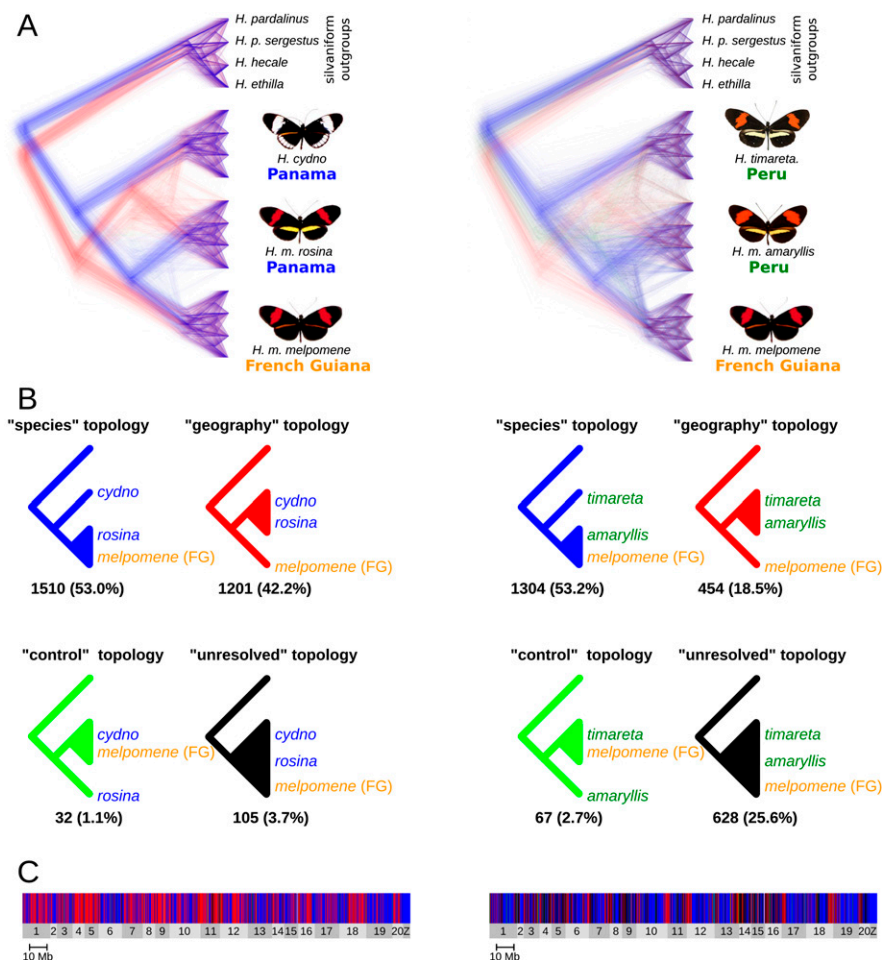 A
H. pardalinus
H. p. sergestus
H. hecale
H. ethilla
silvaniform
outgroups
H. cydno
Panama
H. m. rosina
Panama
H. m. melpomene
French Guiana
H. pardalinus
H. p. sergestus
H. hecale
H. ethilla
silvaniform
outgroups
H. timareta.
Peru
H. m. amaryllis
Peru
H. m. melpomene
French Guiana
B
"species" topology
cydno
rosina
melpomene (FG)
1510 (53.0%)
"geography" topology
cydno
rosina
melpomene (FG)
1201 (42.2%)
"species" topology
timareta
amaryllis
melpomene (FG)
1304 (53.2%)
"geography" topology
timareta
amaryllis
melpomene (FG)
454 (18.5%)
"control" topology
cydno
melpomene (FG)
rosina
32 (1.1%)
"unresolved" topology
cydno
rosina
melpomene (FG)
105 (3.7%)
"control" topology
timareta
melpomene (FG)
amaryllis
67 (2.7%)
"unresolved" topology
timareta
amaryllis
melpomene (FG)
628 (25.6%)
C
1 2 3 4 5 6 7 8 9 10 11 12 13 14 15 16 17 18 19 20Z
10 Mb
1 2 3 4 5 6 7 8 9 10 11 12 13 14 15 16 17 18 19 20Z
10 Mb